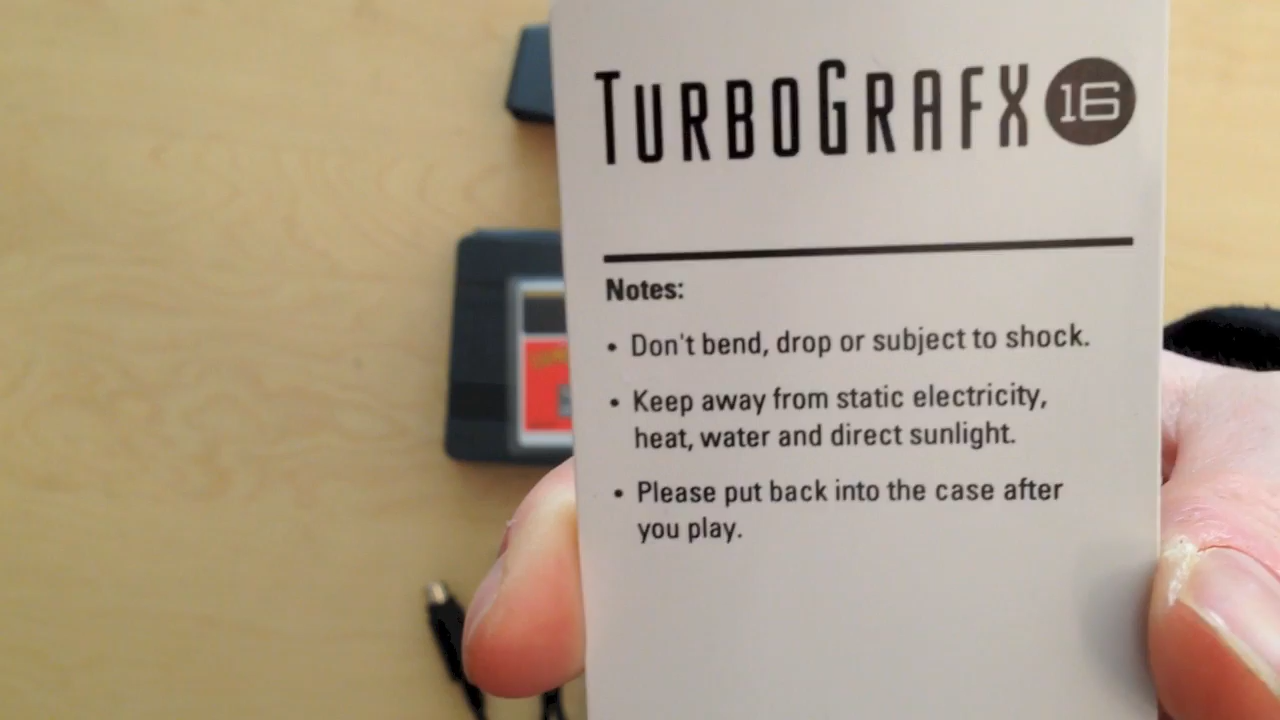 TURBOGRAFX 16
Notes:
• Don't bend, drop or subject to shock.
• Keep away from static electricity,
heat, water and direct sunlight.
• Please put back into the case after
you play.